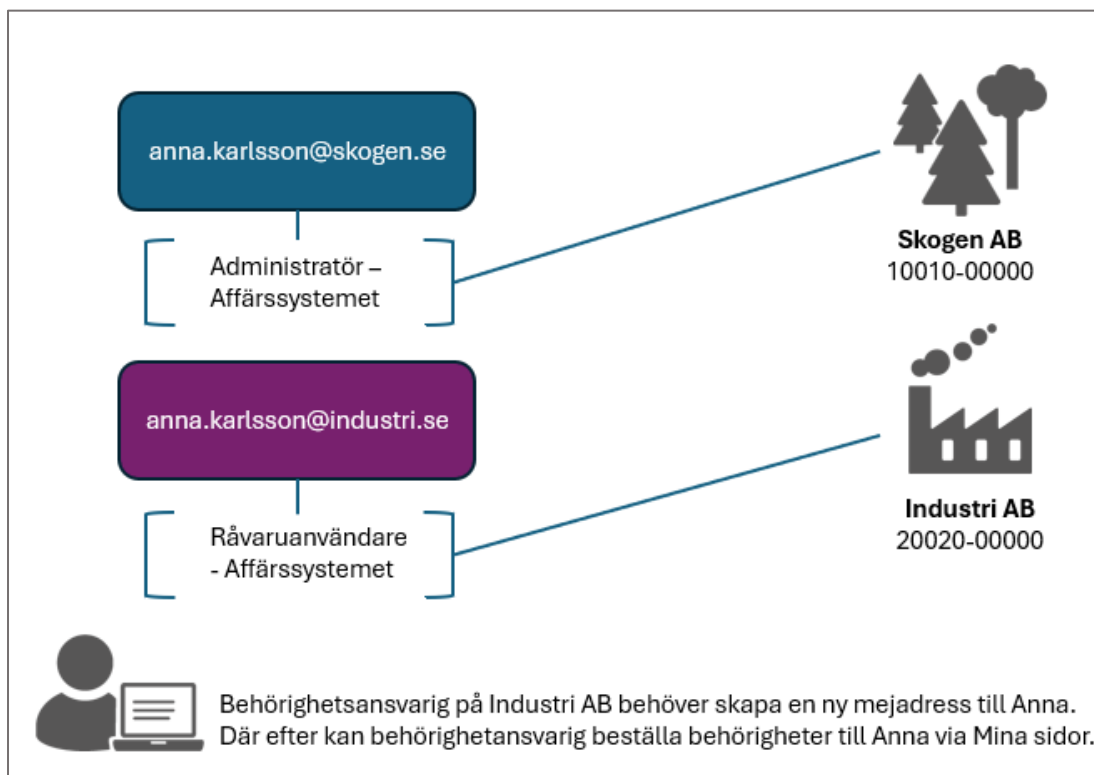 anna.karlsson@skogen.se
Administratör –
Affärssystemet
Skogen AB
10010-00000
anna.karlsson@industri.se
Råvaruanvändare
- Affärssystemet
Industri AB
20020-00000
Behörighetsansvarig på Industri AB behöver skapa en ny mejadress till Anna.
Där efter kan behörighetansvarig beställa behörigheter till Anna via Mina sidor.